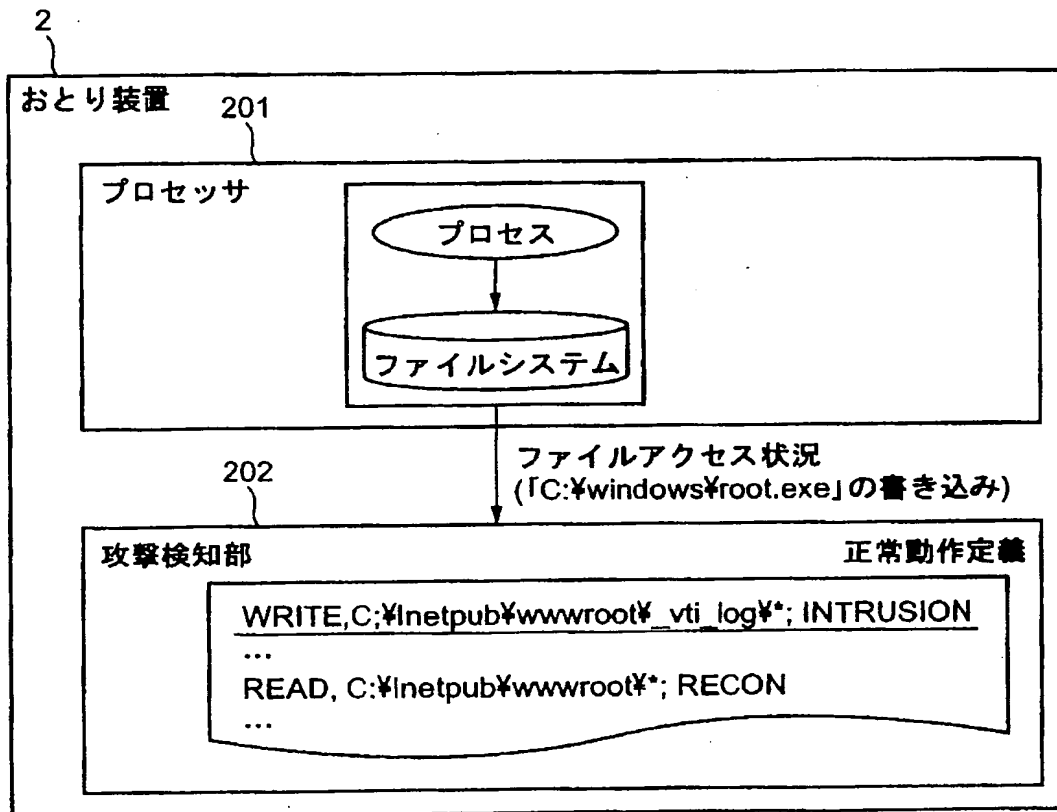 2
おとり装置
201
プロセッサ
プロセス
ファイルシステム
ファイルアクセス状況
(「C:¥windows¥root.exe」の書き込み)
202
攻撃検知部
正常動作定義
WRITE,C;¥Inetpub¥wwwroot¥_vti_log¥*; INTRUSION
...
READ, C:¥Inetpub¥wwwroot¥*; RECON
...